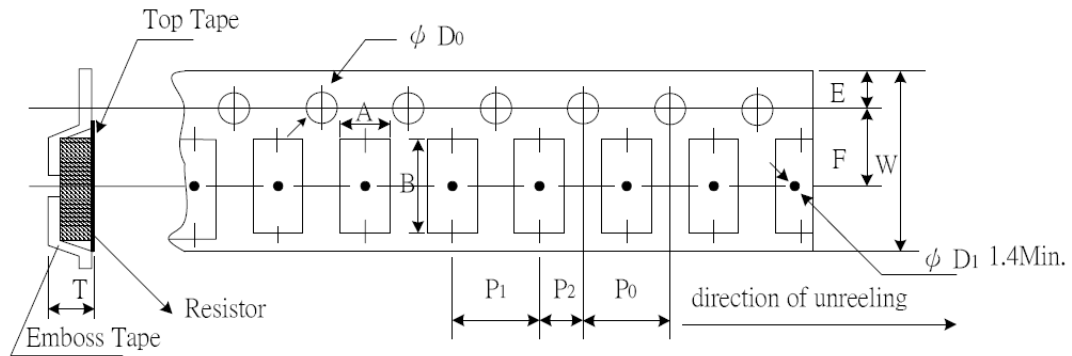 Top Tape
ψ D0
E
A
F
W
B
ψ D1 1.4Min.
T
P1
P2
P0
direction of unreeling
Resistor
Emboss Tape